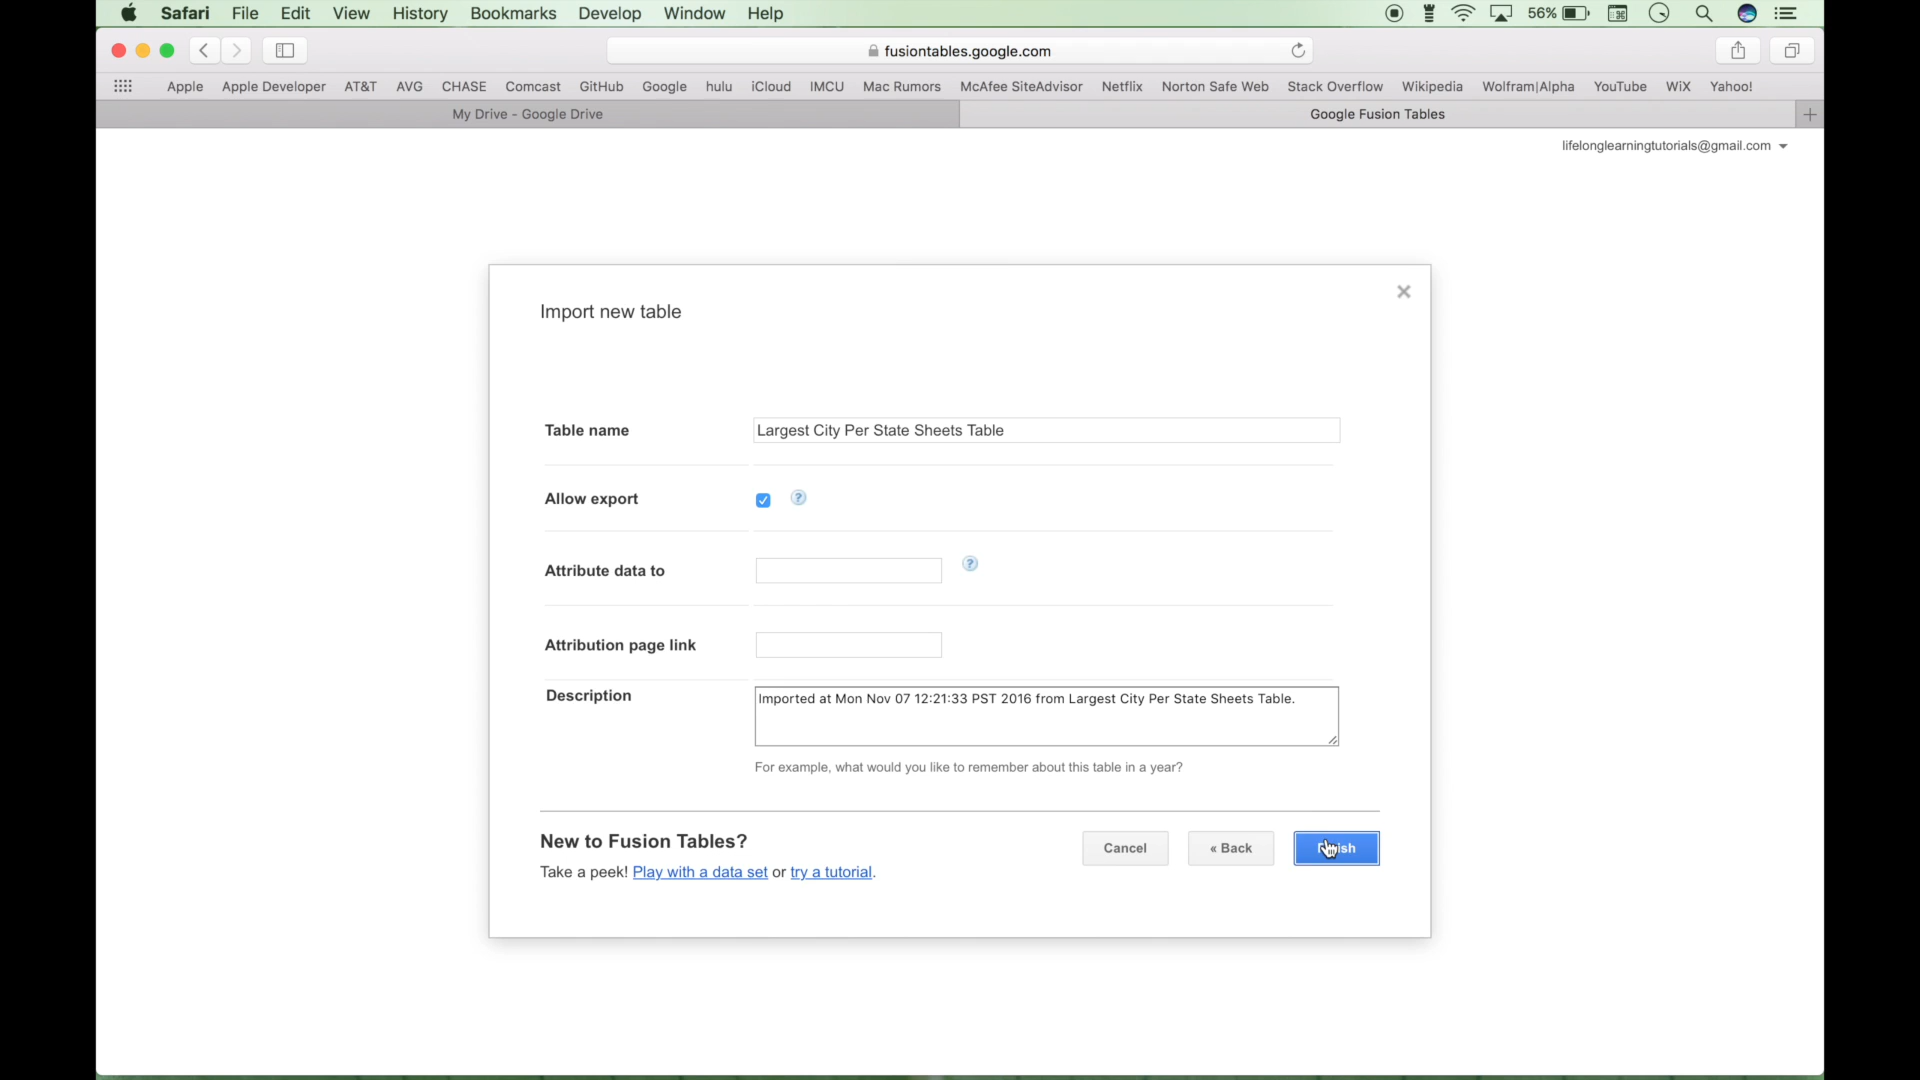 Safari File Edit View History Bookmarks Develop Window Help 56%
fusiontables.google.com
Apple Apple Developer AT&T AVG CHASE Comcast GitHub Google hulu iCloud IMCU Mac Rumors McAfee SiteAdvisor Netflix Norton Safe Web Stack Overflow Wikipedia Wolfram|Alpha YouTube WiX Yahoo!
My Drive - Google Drive Google Fusion Tables
lifelonglearningtutorials@gmail.com
Import new table
Table name Largest City Per State Sheets Table
Allow export ?
Attribute data to ?
Attribution page link
Description Imported at Mon Nov 07 12:21:33 PST 2016 from Largest City Per State Sheets Table.
For example, what would you like to remember about this table in a year?
New to Fusion Tables?
Cancel « Back
Take a peek! Play with a data set or try a tutorial.